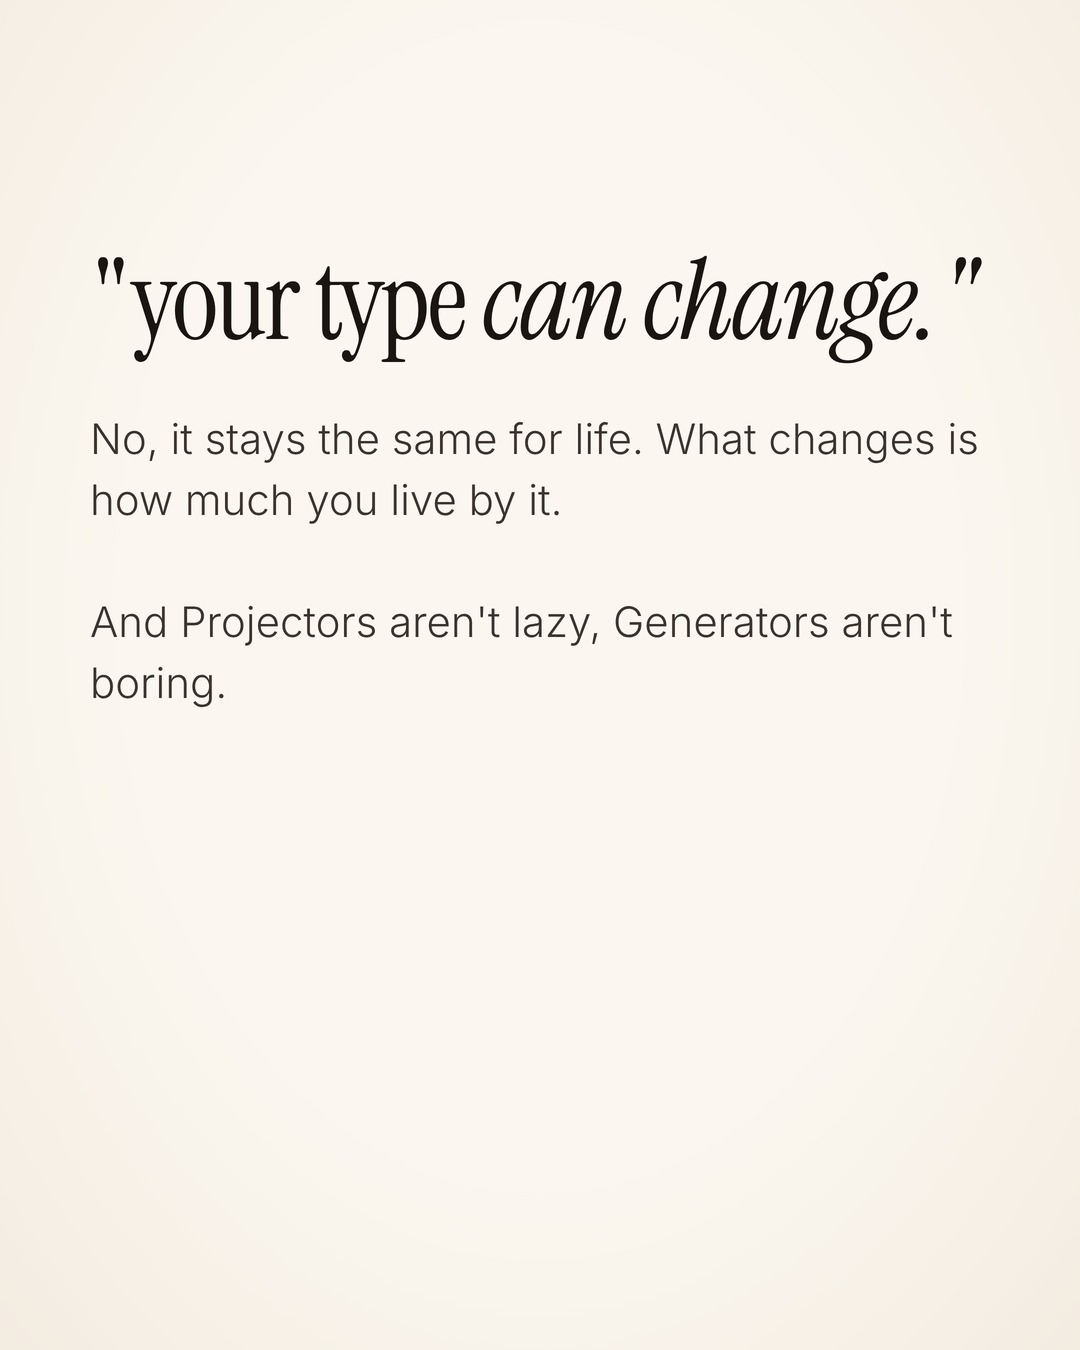 "your type can change."
No, it stays the same for life. What changes is
how much you live by it.
And Projectors aren't lazy, Generators aren't
boring.